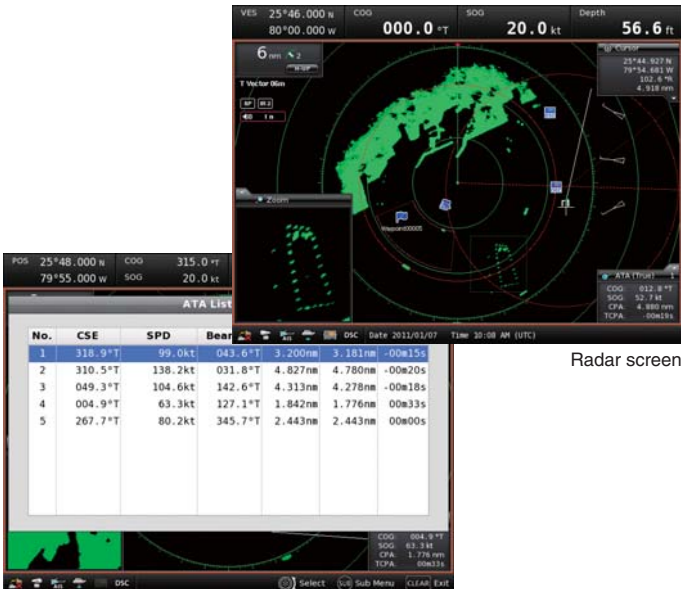 VES 25°46.000 N COG SOG Depth
80°00.000 W 000.0 °T 20.0 kt 56.6 ft
6 nm 2
H-UP
T Vector 06m
Cursor
25°44.927 N
79°54.681 W
102.6 °R
4.918 nm
Zoom
Waypoint00005
ATA (True) 1
COG: 012.8 °T
SOG: 52.7 kt
CPA: 4.880 nm
TCPA: -00m19s
AIS DSC Date 2011/01/07 Time 10:08 AM (UTC)
Radar screen
POS 25°48.000 N COG 315.0 °T
79°55.000 W SOG 20.0 kt
ATA List
No. CSE SPD Bear
1 318.9°T 99.0kt 043.6°T 3.200nm 3.181nm -00m15s
2 310.5°T 138.2kt 031.8°T 4.827nm 4.780nm -00m20s
3 049.3°T 104.6kt 142.6°T 4.313nm 4.278nm -00m18s
4 004.9°T 63.3kt 127.1°T 1.842nm 1.776nm 00m33s
5 267.7°T 80.2kt 345.7°T 2.443nm 2.443nm 00m00s
COG: 004.9 °T
SOG: 63.3 kt
CPA: 1.776 nm
TCPA: 00m33s
AIS DSC Select SUB Sub Menu CLEAR Exit